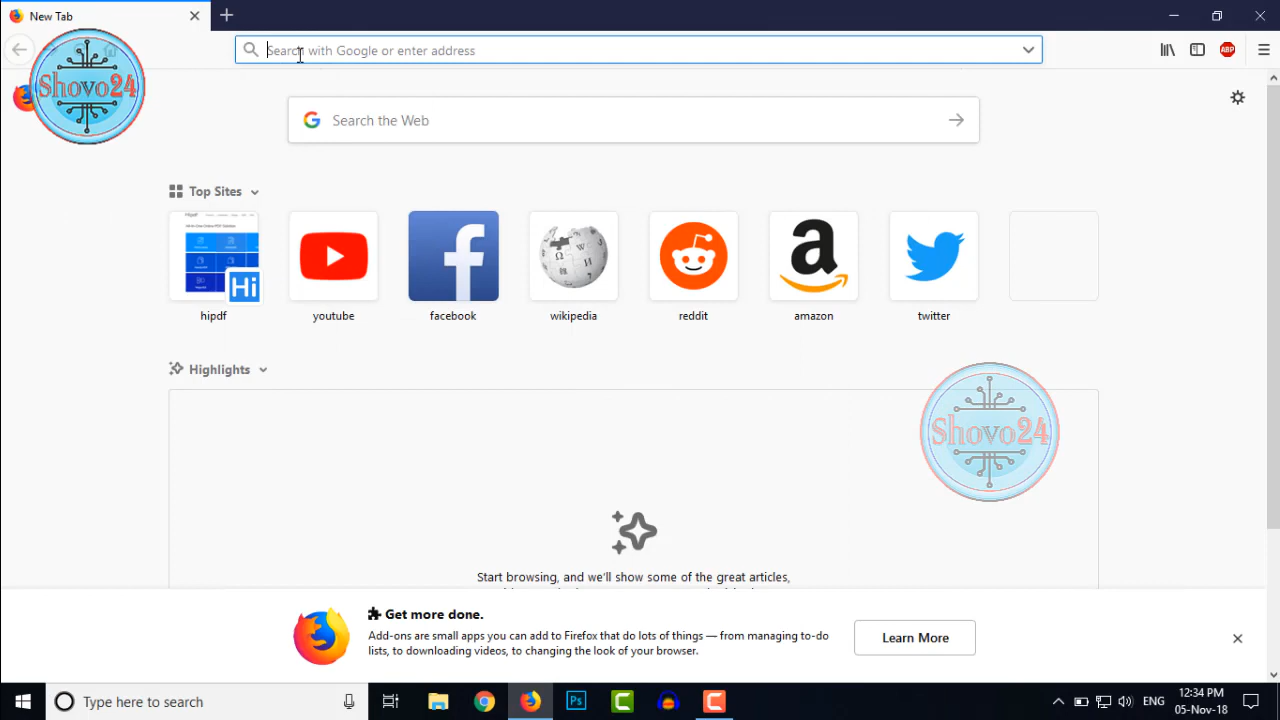 New Tab
Search with Google or enter address
ABP
Shovo24
Search the Web
Top Sites
Hi
hipdf
youtube
facebook
wikipedia
reddit
amazon
twitter
Highlights
Shovo24
Start browsing, and we'll show some of the great articles,
Get more done.
Add-ons are small apps you can add to Firefox that do lots of things — from managing to-do
lists, to downloading videos, to changing the look of your browser.
Learn More
Type here to search
Ps
C
C
ENG
12:34 PM
05-Nov-18